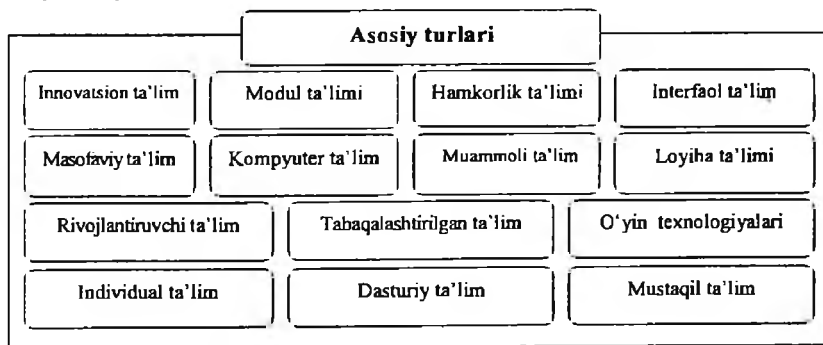 Asosiy turlari
Innovatsion ta'lim
Modul ta'limi
Hamkorlik ta'limi
Interfaol ta'lim
Masofaviy ta'lim
Kompyuter ta'lim
Muammoli ta'lim
Loyiha ta'limi
Rivojlantiruvchi ta'lim
Tabaqalashtirilgan ta'lim
O'yin texnologiyalari
Individual ta'lim
Dasturiy ta'lim
Mustaqil ta'lim